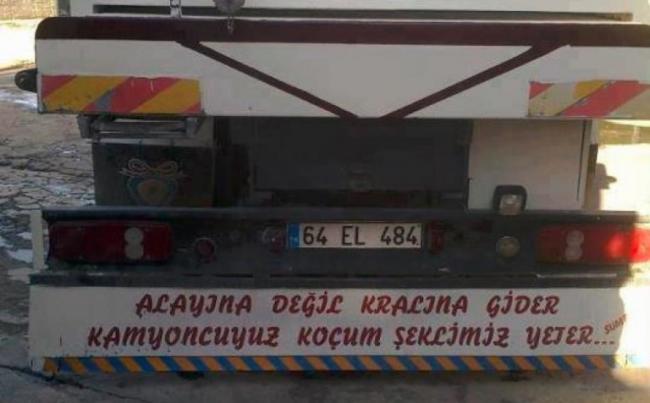 64 EL 484
ALAYINA DEĞİL KRALINA GİDER
KAMYONCUYUZ KOÇUM ŞEKLİMİZ YETER...